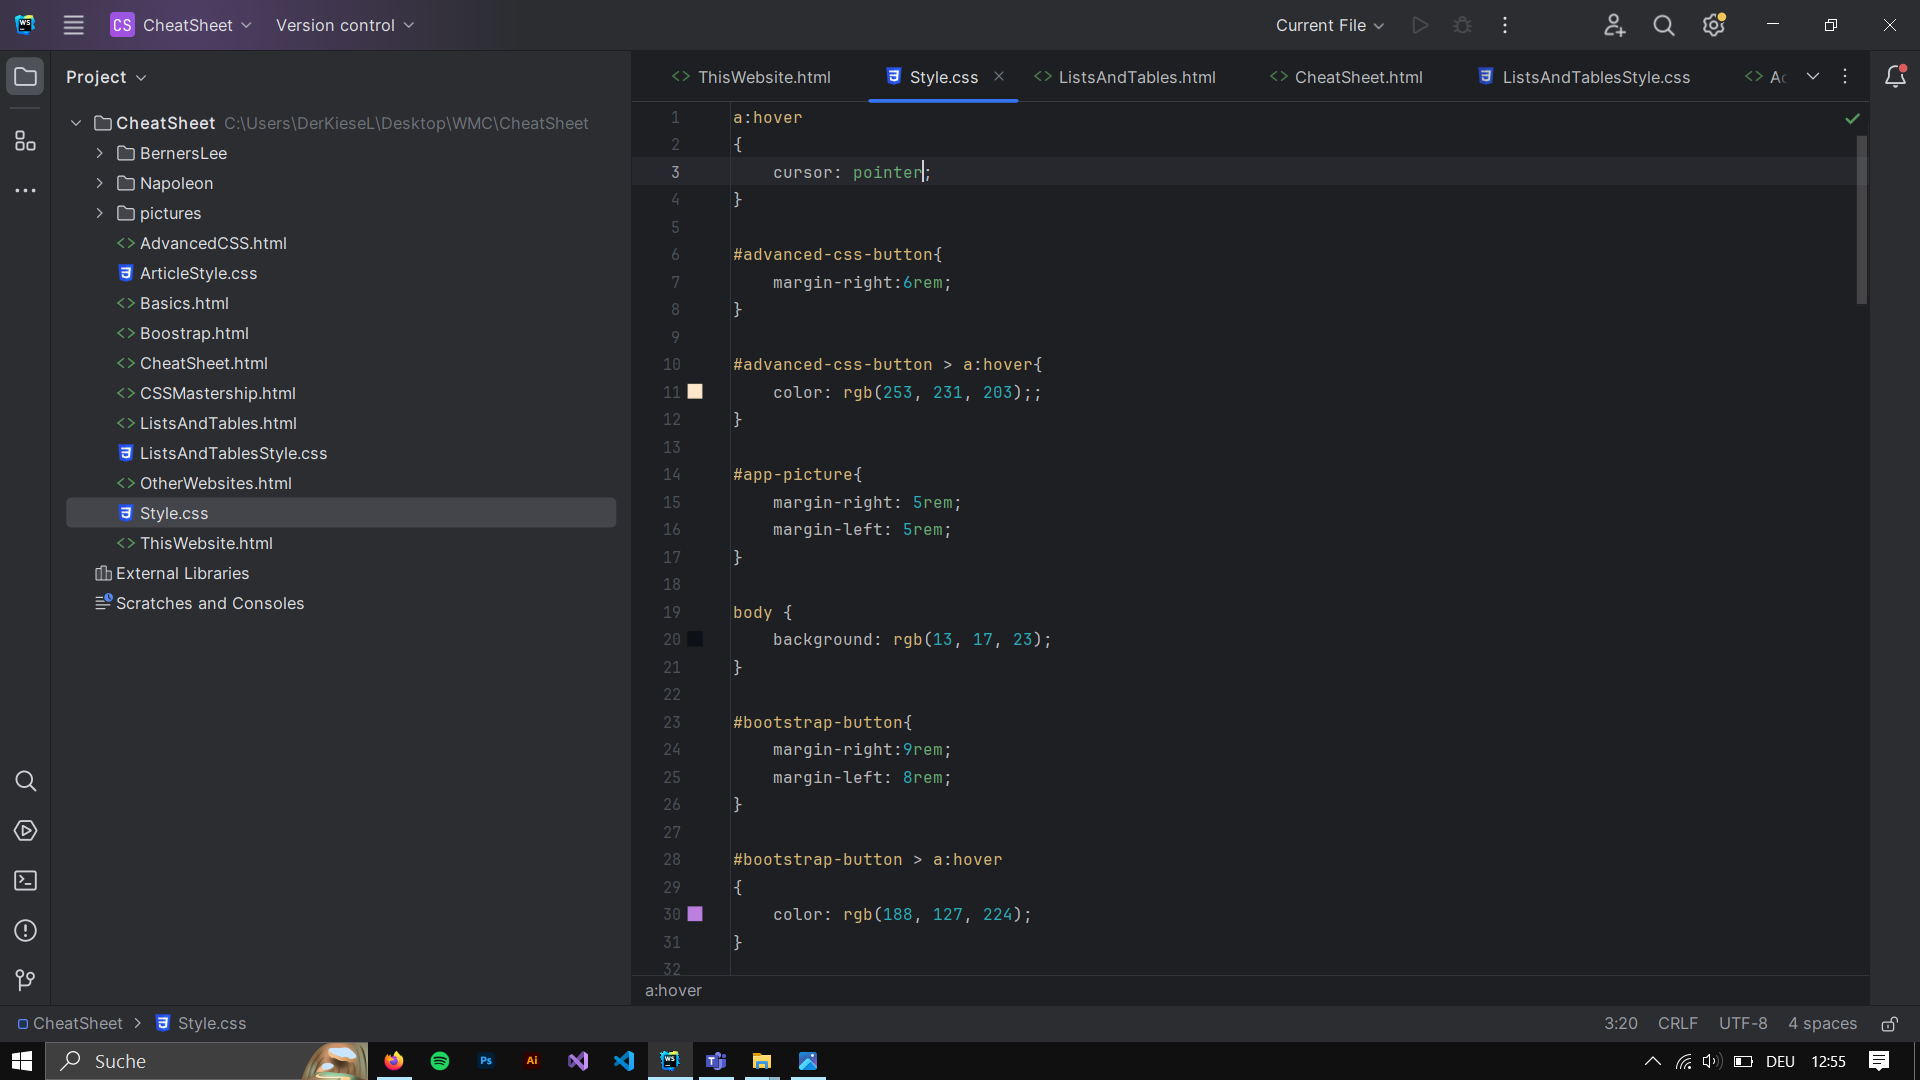 WS CS CheatSheet Version control Current File
Project
ThisWebsite.html Style.css ListsAndTables.html CheatSheet.html ListsAndTablesStyle.css
CheatSheet C:\Users\DerKieseL\Desktop\WMC\CheatSheet
BernersLee
Napoleon
pictures
AdvancedCSS.html
ArticleStyle.css
Basics.html
Boostrap.html
CheatSheet.html
CSSMastership.html
ListsAndTables.html
ListsAndTablesStyle.css
OtherWebsites.html
Style.css
ThisWebsite.html
External Libraries
Scratches and Consoles
1 a:hover
2 {
3 cursor: pointer;
4 }
5
6 #advanced-css-button{
7 margin-right:6rem;
8 }
9
10 #advanced-css-button > a:hover{
11 color: rgb(253, 231, 203);;
12 }
13
14 #app-picture{
15 margin-right: 5rem;
16 margin-left: 5rem;
17 }
18
19 body {
20 background: rgb(13, 17, 23);
21 }
22
23 #bootstrap-button{
24 margin-right:9rem;
25 margin-left: 8rem;
26 }
27
28 #bootstrap-button > a:hover
29 {
30 color: rgb(188, 127, 224);
31 }
32
a:hover
CheatSheet > Style.css 3:20 CRLF UTF-8 4 spaces
Suche Ps Ai WS DEU 12:55